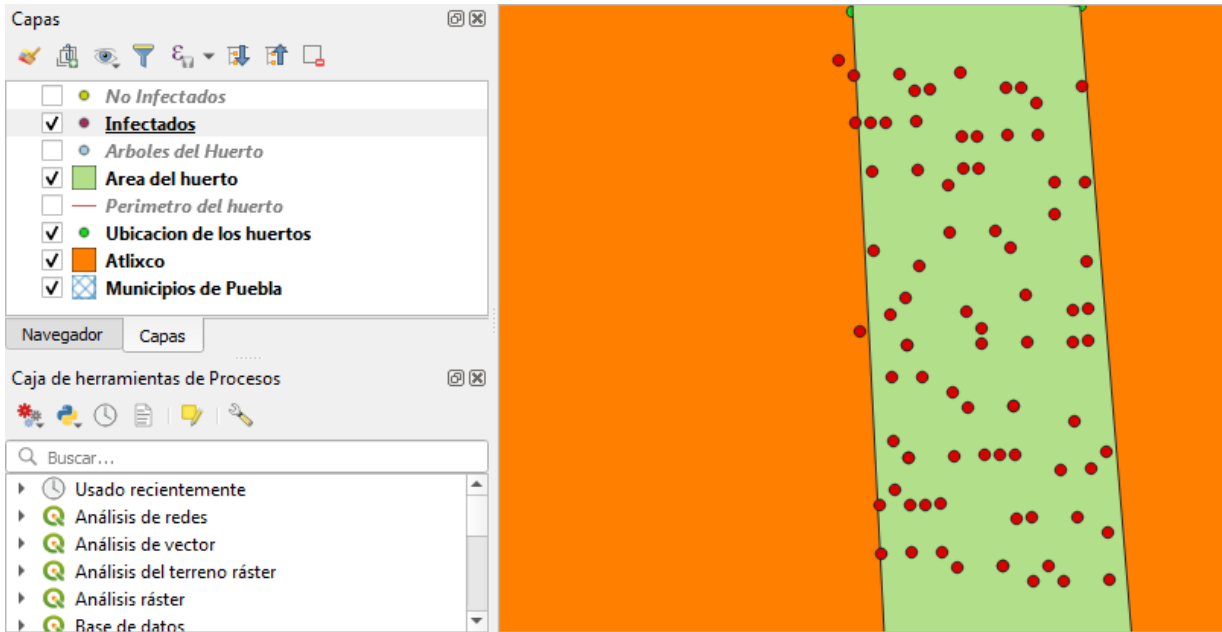 Capas
No Infectados
Infectados
Arboles del Huerto
Area del huerto
Perimetro del huerto
Ubicacion de los huertos
Atlixco
Municipios de Puebla
Navegador
Capas
Caja de herramientas de Procesos
Buscar...
Usado recientemente
Análisis de redes
Análisis de vector
Análisis del terreno ráster
Análisis ráster
Base de datos